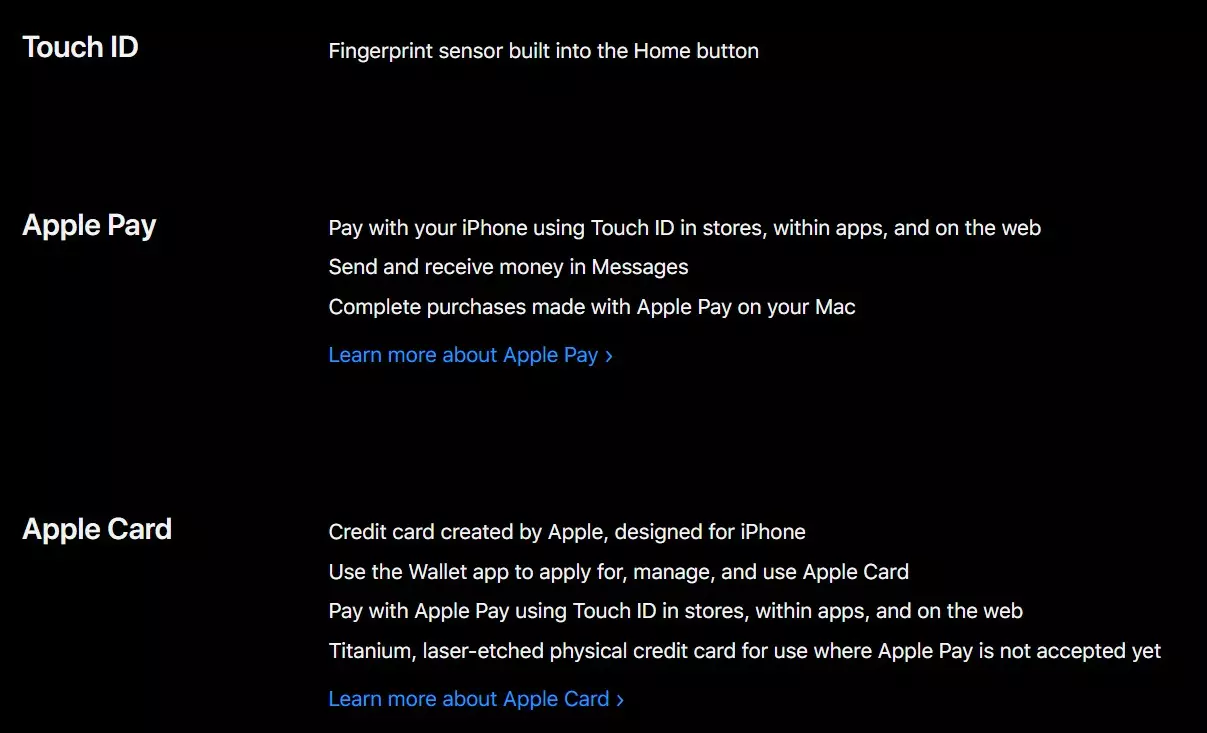 Touch ID
Fingerprint sensor built into the Home button
Apple Pay
Pay with your iPhone using Touch ID in stores, within apps, and on the web
Send and receive money in Messages
Complete purchases made with Apple Pay on your Mac
Learn more about Apple Pay ›
Apple Card
Credit card created by Apple, designed for iPhone
Use the Wallet app to apply for, manage, and use Apple Card
Pay with Apple Pay using Touch ID in stores, within apps, and on the web
Titanium, laser-etched physical credit card for use where Apple Pay is not accepted yet
Learn more about Apple Card ›